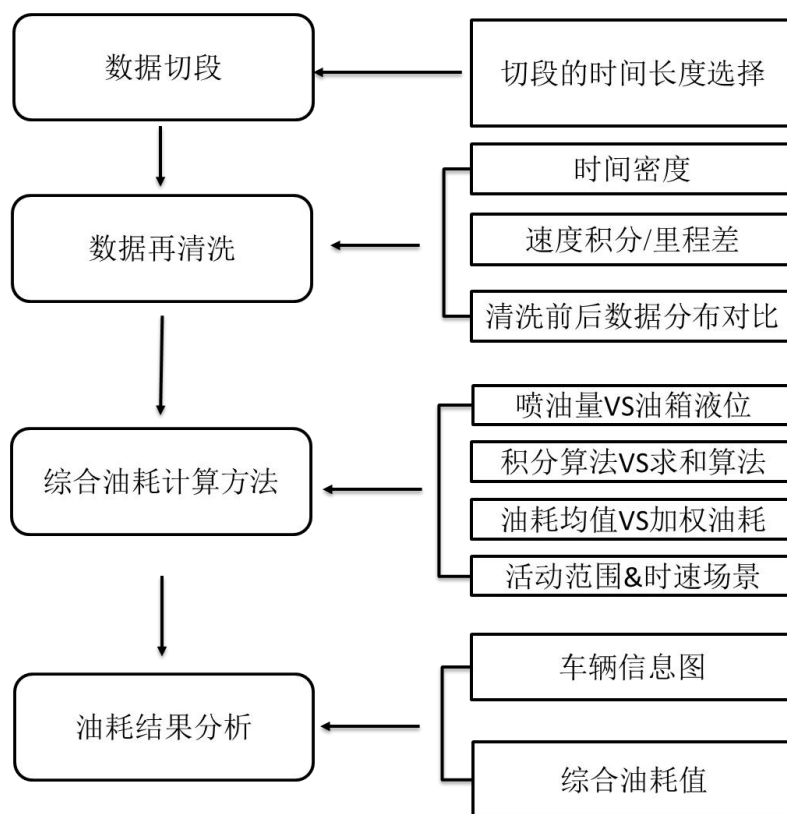 数据切段
切段的时间长度选择
时间密度
数据再清洗
速度积分/里程差
清洗前后数据分布对比
喷油量VS油箱液位
综合油耗计算方法
积分算法VS求和算法
油耗均值VS加权油耗
活动范围&时速场景
车辆信息图
油耗结果分析
综合油耗值